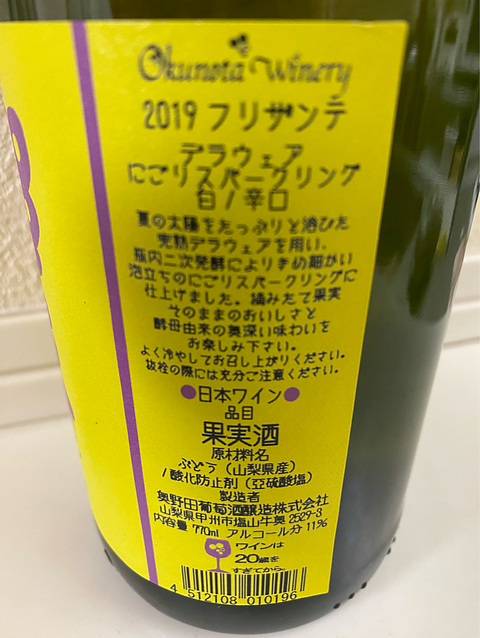 Okunota Winery
2019 フリザンテ
デラウェア
にごりスパークリング
白 / 辛口
夏の太陽をたっぷりと浴びた
完熟デラウェアを用い、
瓶内二次発酵によりきめ細かい
泡立ちのにごりスパークリングに
仕上げました。摘みたて果実
そのままのおいしさと
酵母由来の奥深い味わいを
お楽しみ下さい。
よく冷やしてお召し上がりください。
抜栓の際には充分ご注意ください。
●日本ワイン●
品目
果実酒
原材料名
ぶどう（山梨県産）
/酸化防止剤（亞硫酸塩）
製造者
奥野田葡萄酒醸造株式会社
山梨県甲州市塩山牛奥2529-3
内容量 770ml アルコール分 11%
ワインは
20歳を
すぎてから。
4 512108 010196